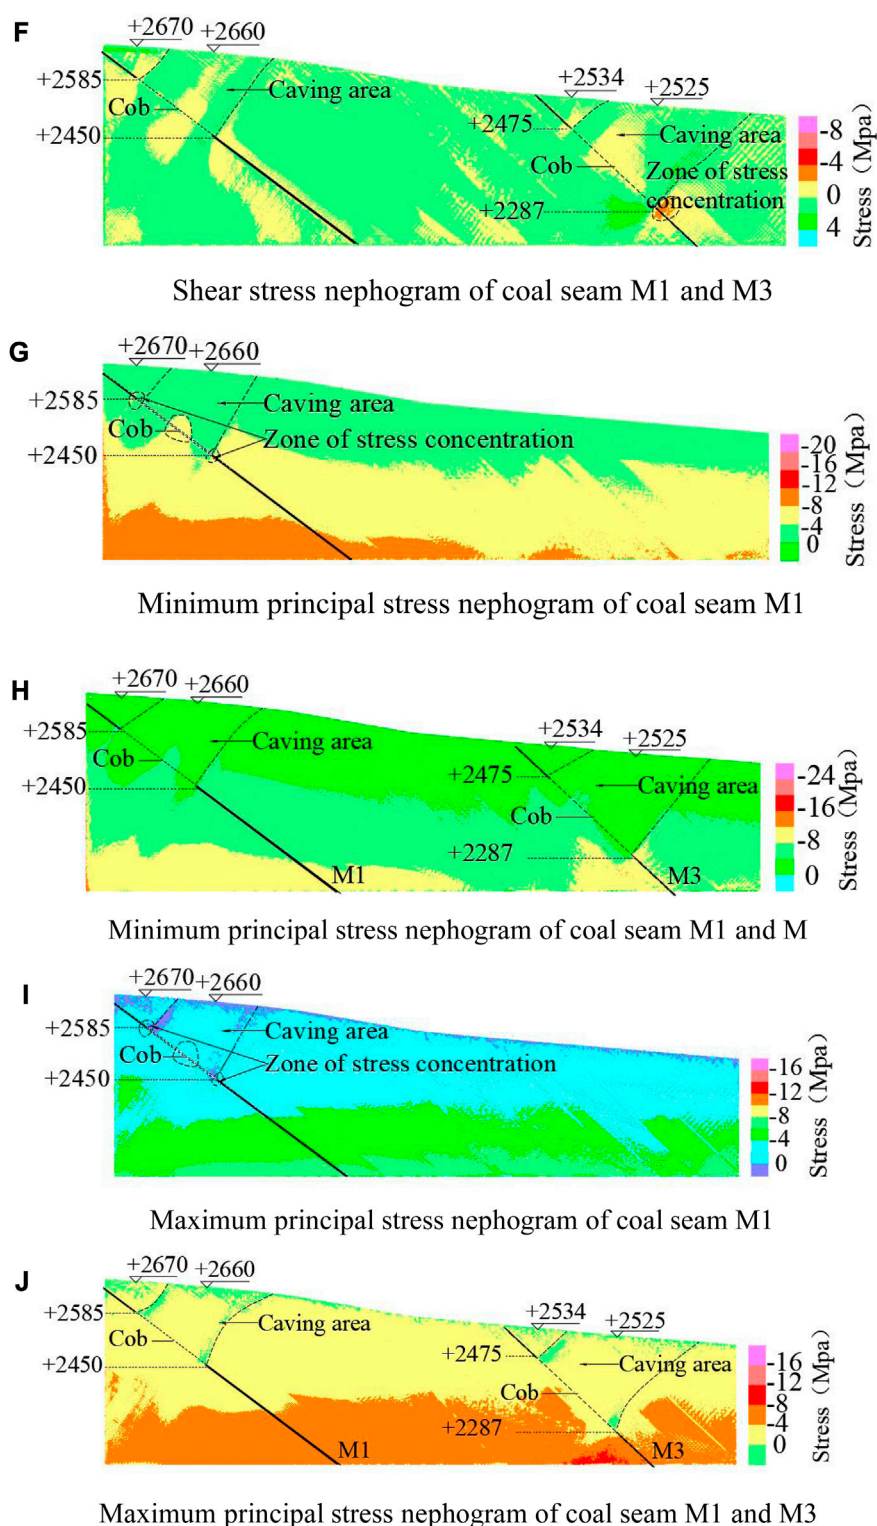 F
+2670
+2660
+2585
Cob
Caving area
+2450
+2534
+2525
+2475
Caving area
Cob
Zone of stress
concentration
+2287
-8
-4
0
4
Stress (Mpa)
Shear stress nephogram of coal seam M1 and M3
G
+2670
+2660
+2585
Caving area
Cob
Zone of stress concentration
+2450
-20
-16
-12
-8
-4
0
Stress (Mpa)
Minimum principal stress nephogram of coal seam M1
H
+2670
+2660
+2585
Caving area
Cob
+2450
+2534
+2525
+2475
Caving area
Cob
+2287
M1
M3
-24
-16
-8
0
Stress (Mpa)
Minimum principal stress nephogram of coal seam M1 and M
I
+2670
+2660
+2585
Caving area
Cob
Zone of stress concentration
+2450
-16
-12
-8
-4
0
Stress (Mpa)
Maximum principal stress nephogram of coal seam M1
J
+2670
+2660
+2585
Caving area
Cob
+2450
+2534
+2525
+2475
Caving area
Cob
+2287
M1
M3
-16
-12
-8
-4
0
Stress (Mpa)
Maximum principal stress nephogram of coal seam M1 and M3